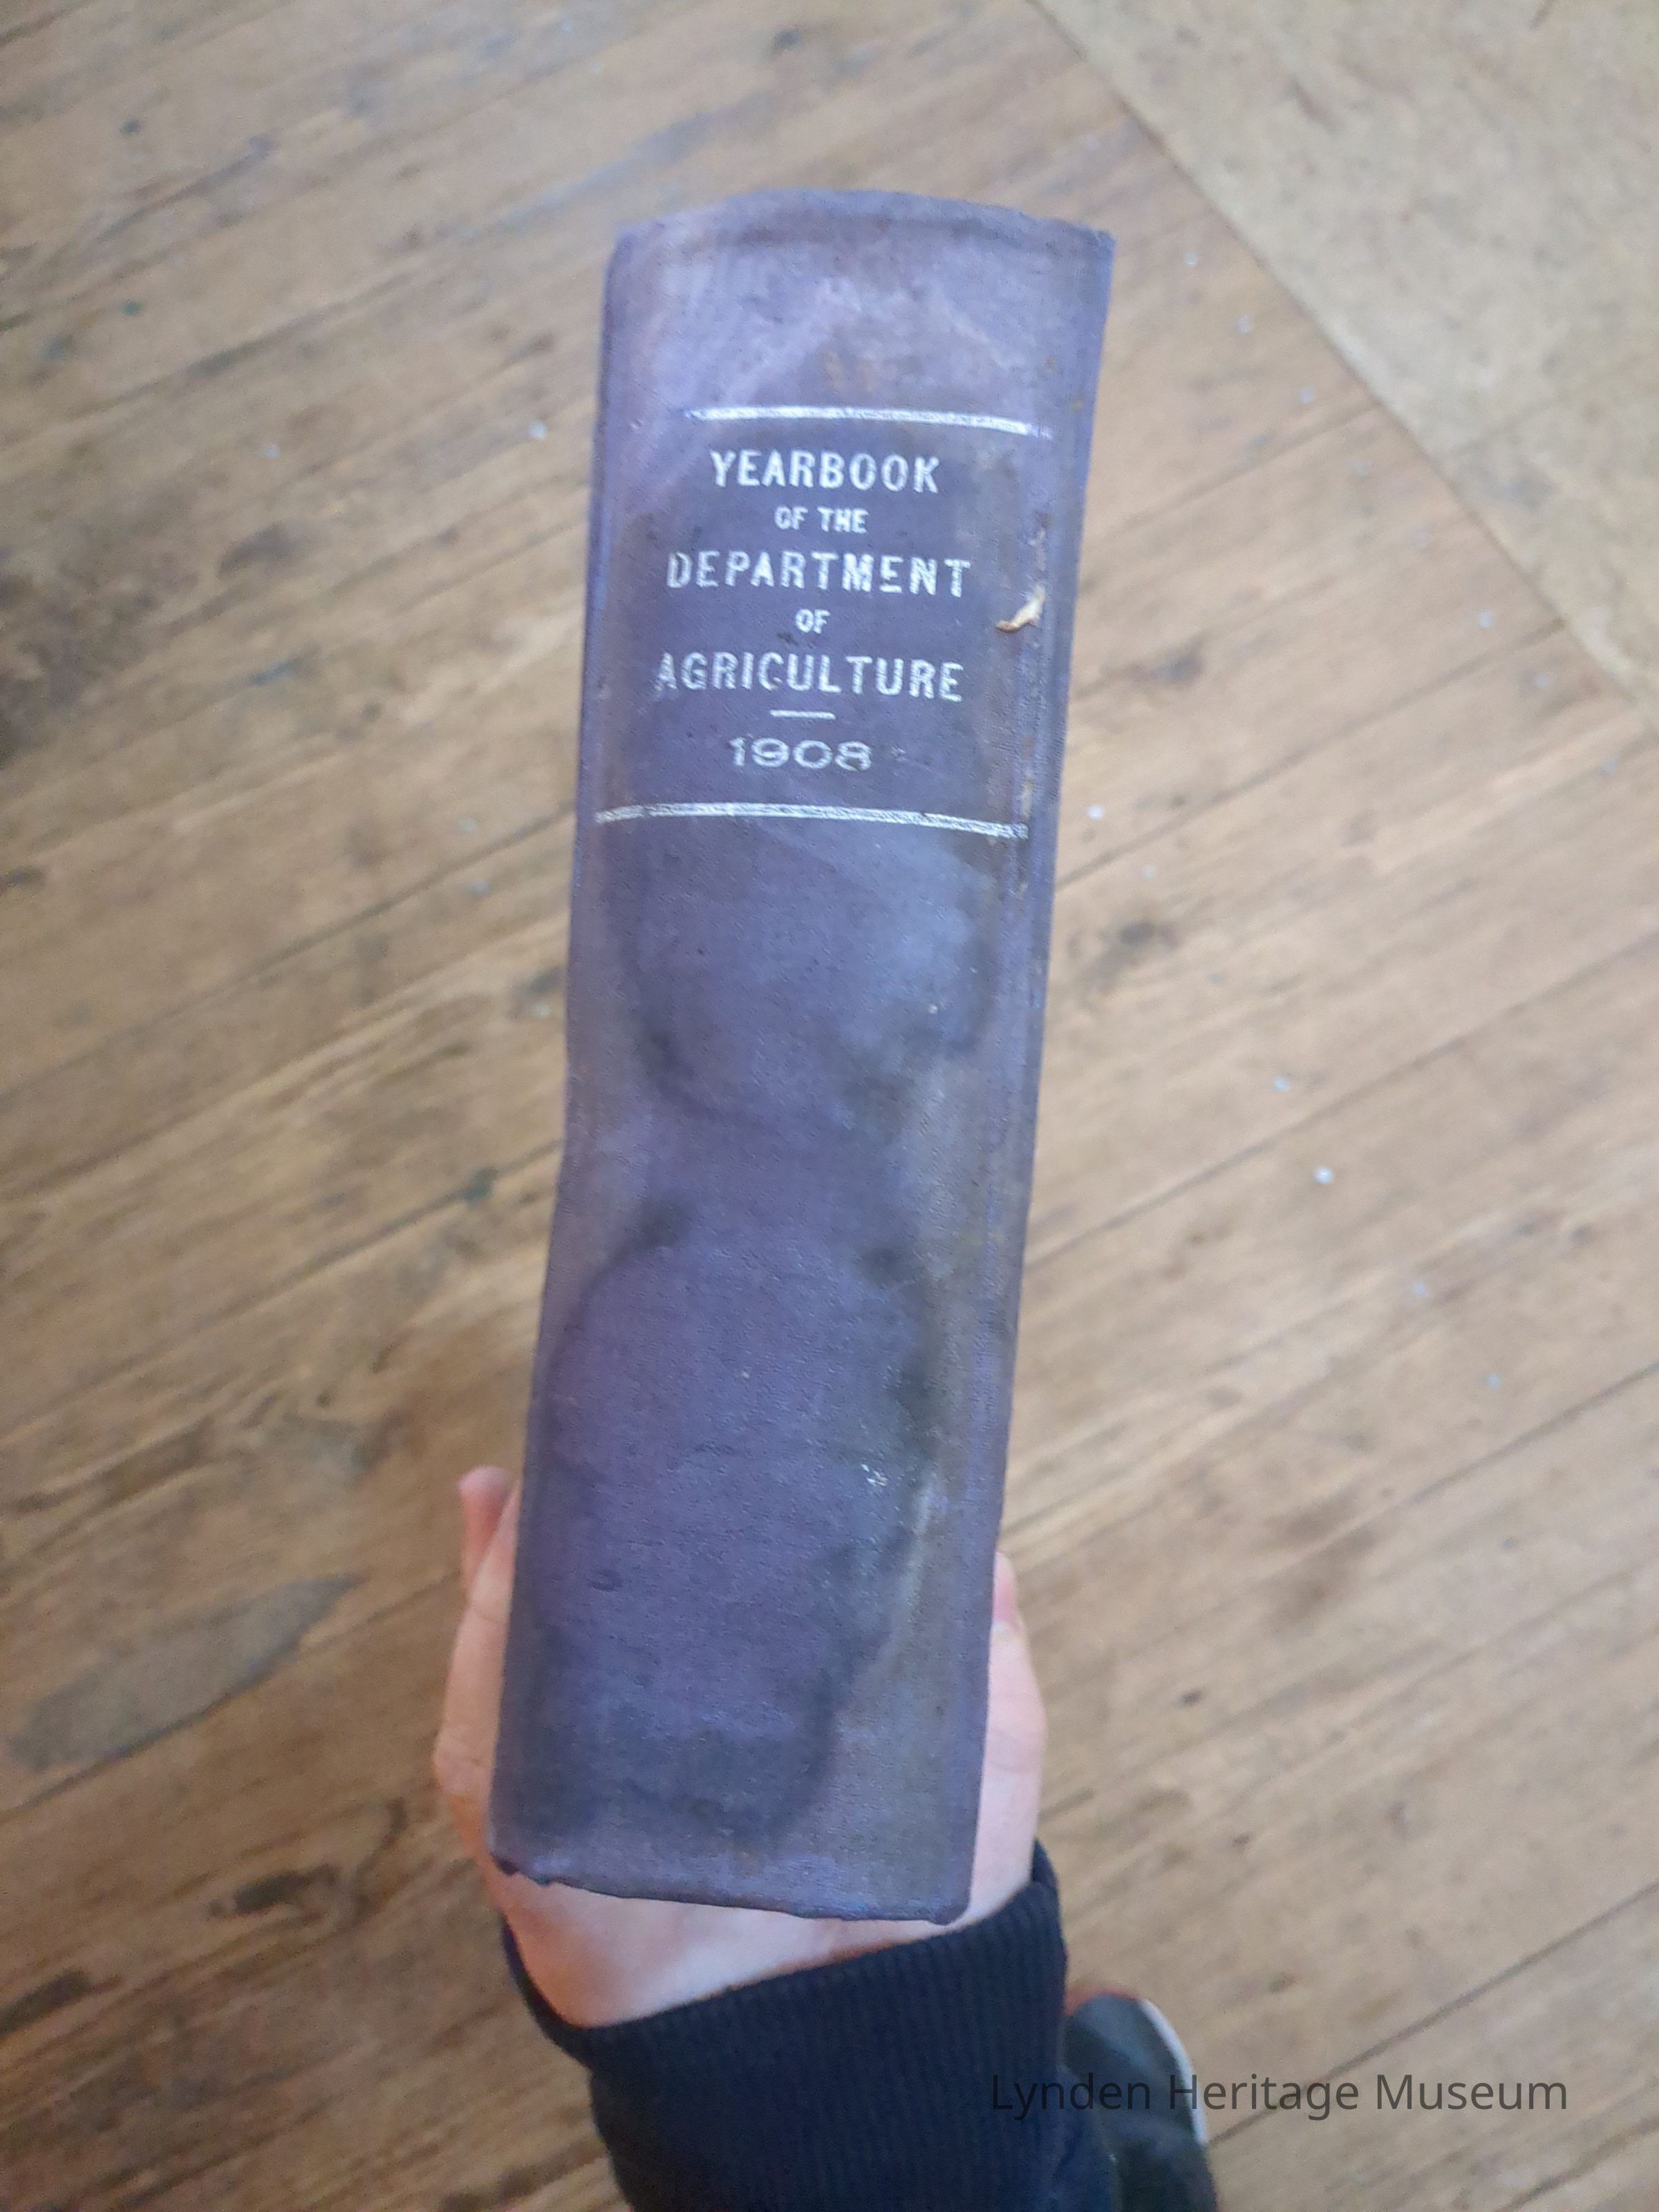 YEARBOOK
OF THE
DEPARTMENT
OF
AGRICULTURE
1908
Lynden Heritage Museum